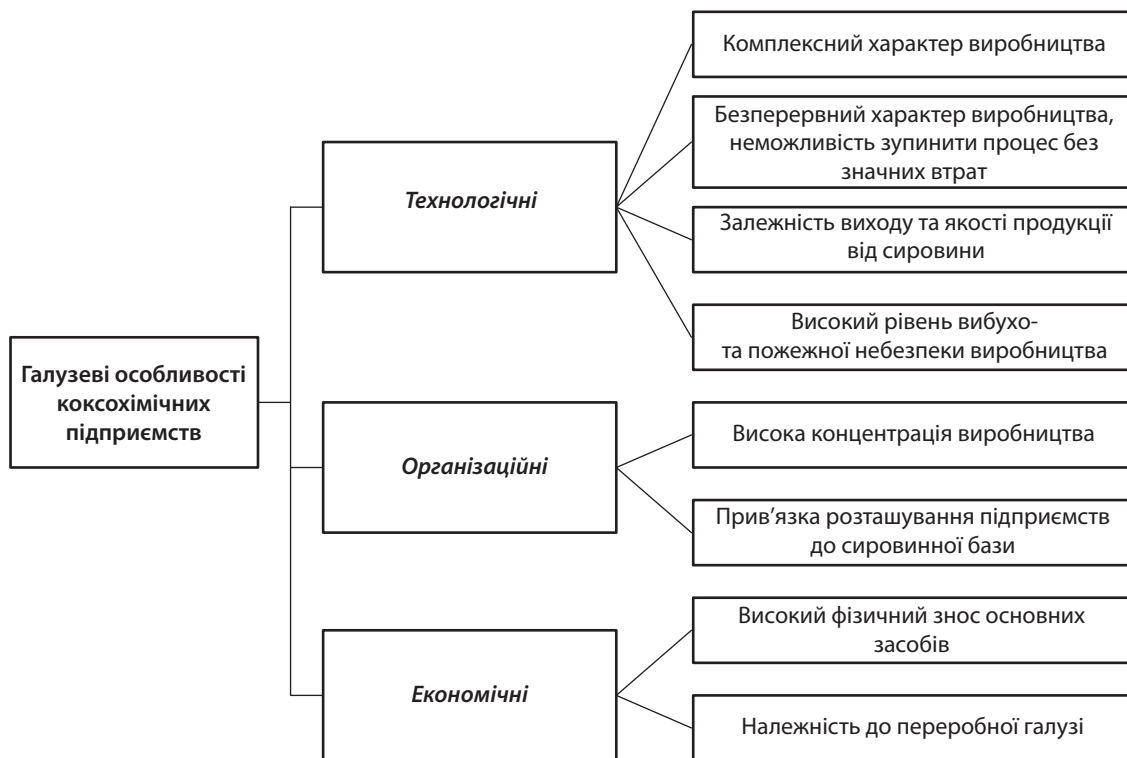 Галузеві особливості
коксохімічних
підприємств
Технологічні
Комплексний характер виробництва
Безперервний характер виробництва,
неможливість зупинити процес без
значних втрат
Залежність виходу та якості продукції
від сировини
Високий рівень вибухо-
та пожежної небезпеки виробництва
Організаційні
Висока концентрація виробництва
Прив’язка розташування підприємств
до сировинної бази
Економічні
Високий фізичний знос основних
засобів
Належність до переробної галузі